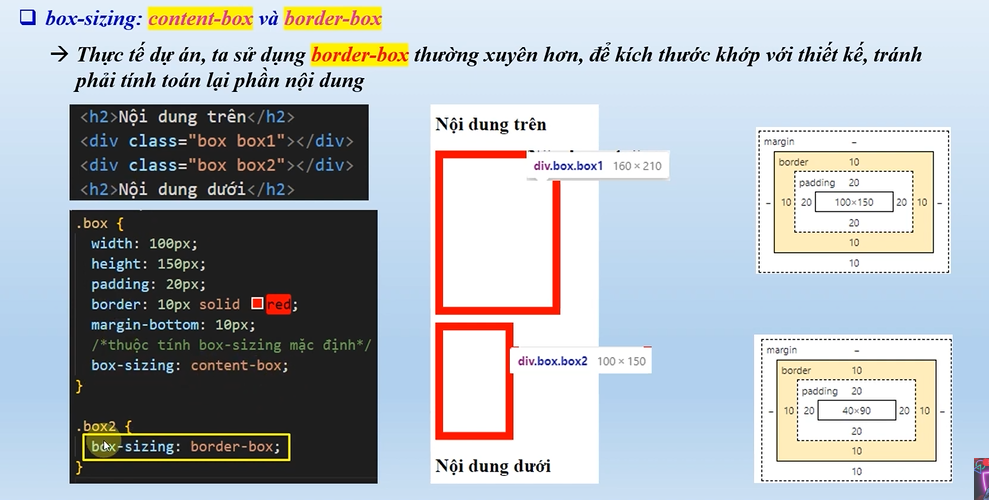 box-sizing: content-box và border-box
→ Thực tế dự án, ta sử dụng border-box thường xuyên hơn, để kích thước khớp với thiết kế, tránh
phải tính toán lại phần nội dung
<h2>Nội dung trên</h2>
<div class="box box1"></div>
<div class="box box2"></div>
<h2>Nội dung dưới</h2>
.box {
width: 100px;
height: 150px;
padding: 20px;
border: 10px solid red;
margin-bottom: 10px;
/*thuộc tính box-sizing mặc định*/
box-sizing: content-box;
}
.box2 {
box-sizing: border-box;
}
Nội dung trên
div.box.box1 160 × 210
div.box.box2 100 × 150
Nội dung dưới
margin –
border 10
padding 20
– 10 20 100×150 20 10 –
20
10
10
margin –
border 10
padding 20
– 10 20 40×90 20 10 –
20
10
10